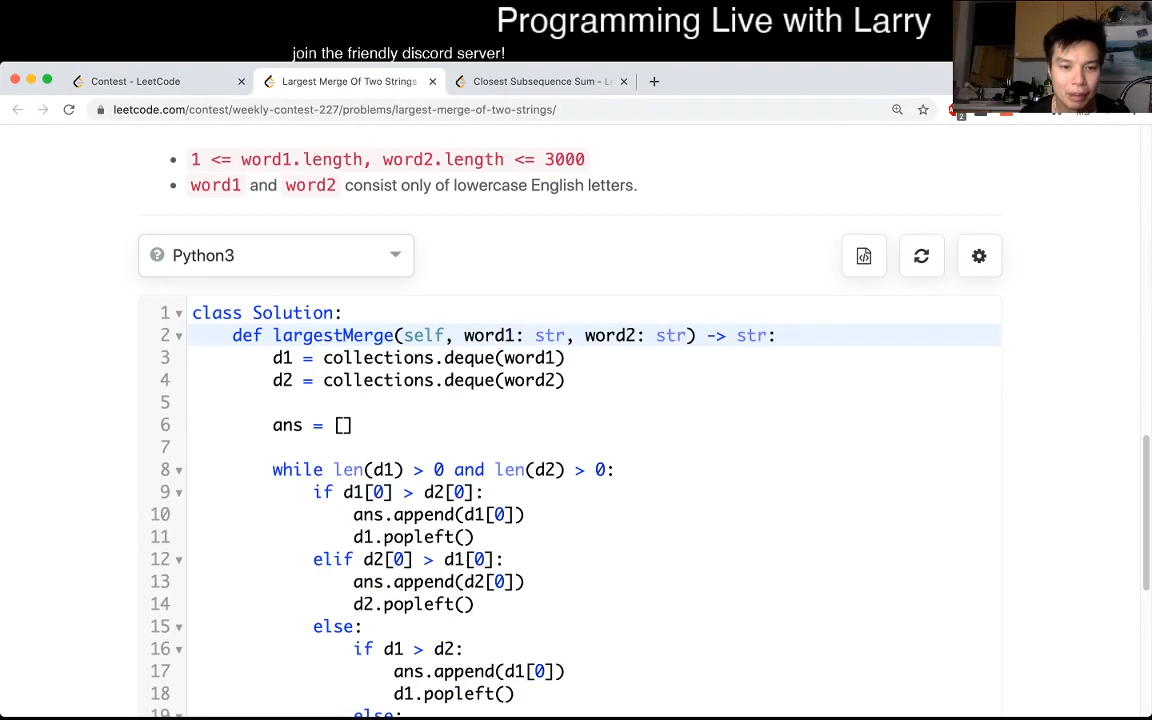 Programming Live with Larry
join the friendly discord server!
Contest - LeetCode
Largest Merge Of Two Strings
Closest Subsequence Sum - Le
leetcode.com/contest/weekly-contest-227/problems/largest-merge-of-two-strings/
2
1 <= word1.length, word2.length <= 3000
word1 and word2 consist only of lowercase English letters.
Python3
1 class Solution:
2 def largestMerge(self, word1: str, word2: str) -> str:
3 d1 = collections.deque(word1)
4 d2 = collections.deque(word2)
5
6 ans = []
7
8 while len(d1) > 0 and len(d2) > 0:
9 if d1[0] > d2[0]:
10 ans.append(d1[0])
11 d1.popleft()
12 elif d2[0] > d1[0]:
13 ans.append(d2[0])
14 d2.popleft()
15 else:
16 if d1 > d2:
17 ans.append(d1[0])
18 d1.popleft()
19 else: